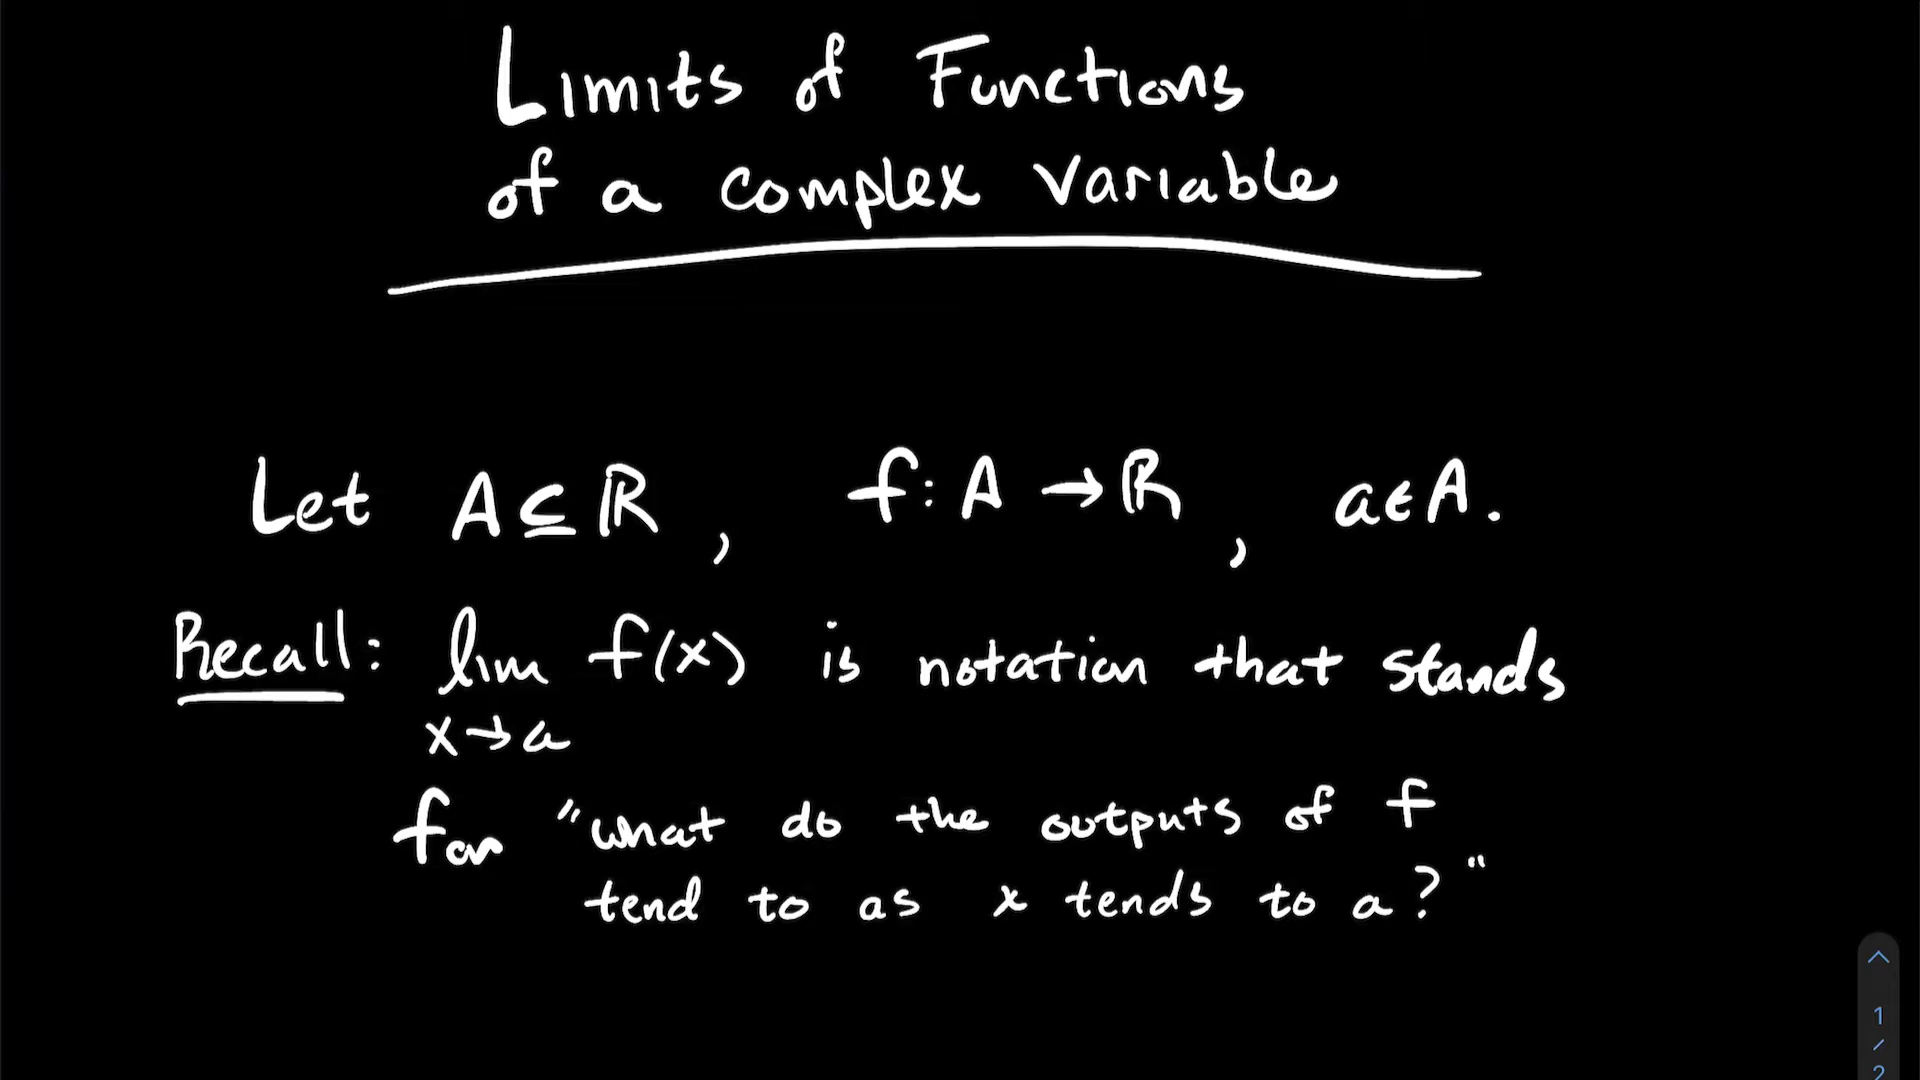 Limits of Functions
of a complex variable
Let A ⊆ ℝ, f: A → ℝ, a ∈ A.
Recall: lim f(x) is notation that stands
x→a
for "what do the outputs of f
tend to as x tends to a?"
1
/
2